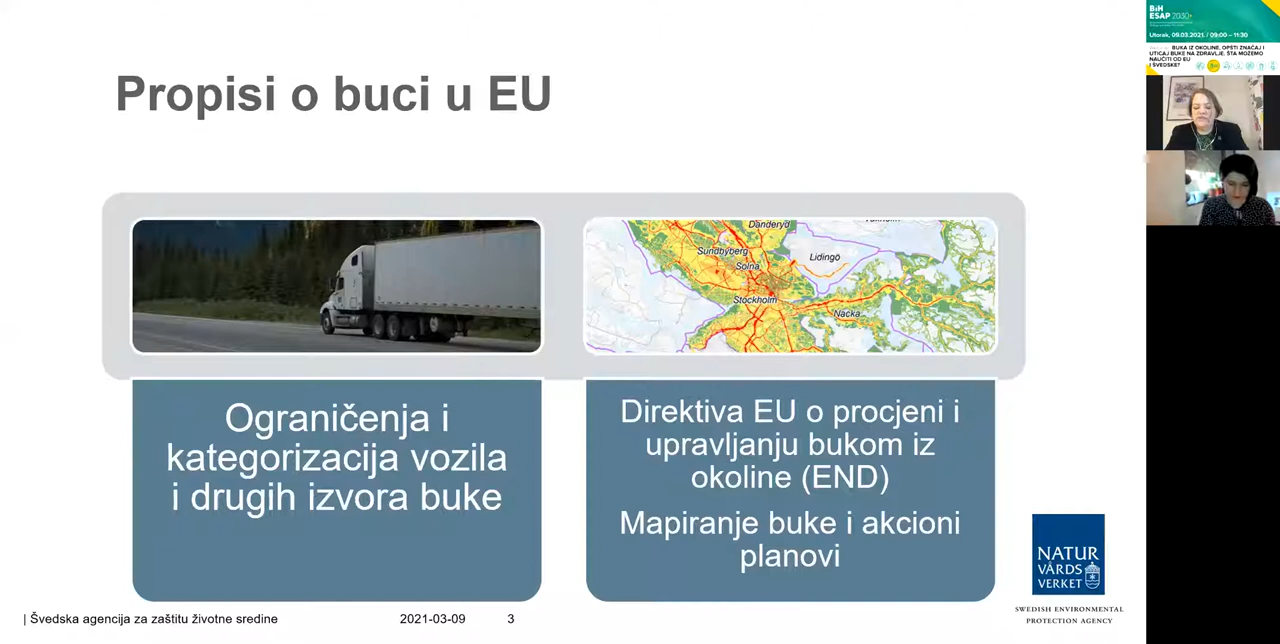 Propisi o buci u EU
Danderyd
Sundbyberg
Solna
Lidingö
Stockholm
Nacka
Ograničenja i
kategorizacija vozila
i drugih izvora buke
Direktiva EU o procjeni i
upravljanju bukom iz
okoline (END)
Mapiranje buke i akcioni
planovi
| Švedska agencija za zaštitu životne sredine
2021-03-09
3
NATUR
VÅRDS
VERKET
SWEDISH ENVIRONMENTAL
PROTECTION AGENCY
BiH
ESAP 2030+
Utorak, 09.03.2021. / 09:00 – 11:30
BUKA IZ OKOLINE, OPŠTI ZNAČAJ I
UTICAJ BUKE NA ZDRAVLJE. ŠTA MOŽEMO
NAUČITI OD EU
I ŠVEDSKE?